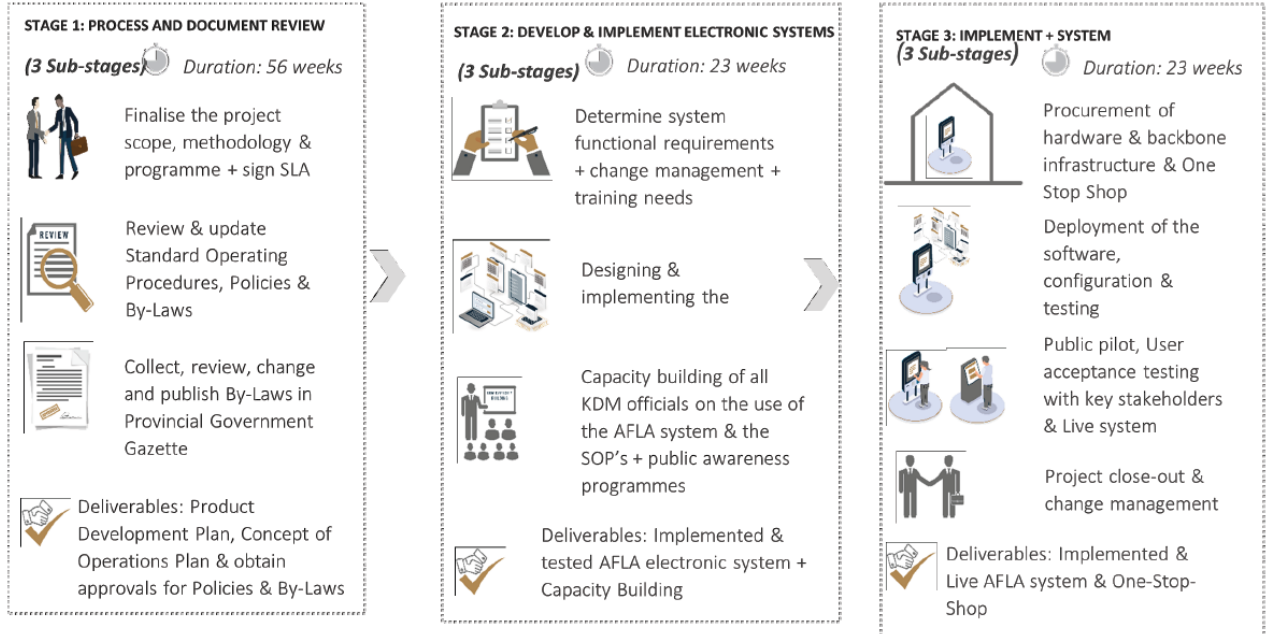 STAGE 1: PROCESS AND DOCUMENT REVIEW
(3 Sub-stages)
Duration: 56 weeks
Finalise the project
scope, methodology &
programme + sign SLA
REVIEW
Review & update
Standard Operating
Procedures, Policies &
By-Laws
Collect, review, change
and publish By-Laws in
Provincial Government
Gazette
Deliverables: Product
Development Plan, Concept of
Operations Plan & obtain
approvals for Policies & By-Laws
STAGE 2: DEVELOP & IMPLEMENT ELECTRONIC SYSTEMS
(3 Sub-stages)
Duration: 23 weeks
Determine system
functional requirements
+ change management +
training needs
Designing &
implementing the
Capacity building of all
KDM officials on the use of
the AFLA system & the
SOP's + public awareness
programmes
Deliverables: Implemented &
tested AFLA electronic system +
Capacity Building
STAGE 3: IMPLEMENT + SYSTEM
(3 Sub-stages)
Duration: 23 weeks
Procurement of
hardware & backbone
infrastructure & One
Stop Shop
Deployment of the
software,
configuration &
testing
Public pilot, User
acceptance testing
with key stakeholders
& Live system
Project close-out &
change management
Deliverables: Implemented &
Live AFLA system & One-Stop-
Shop